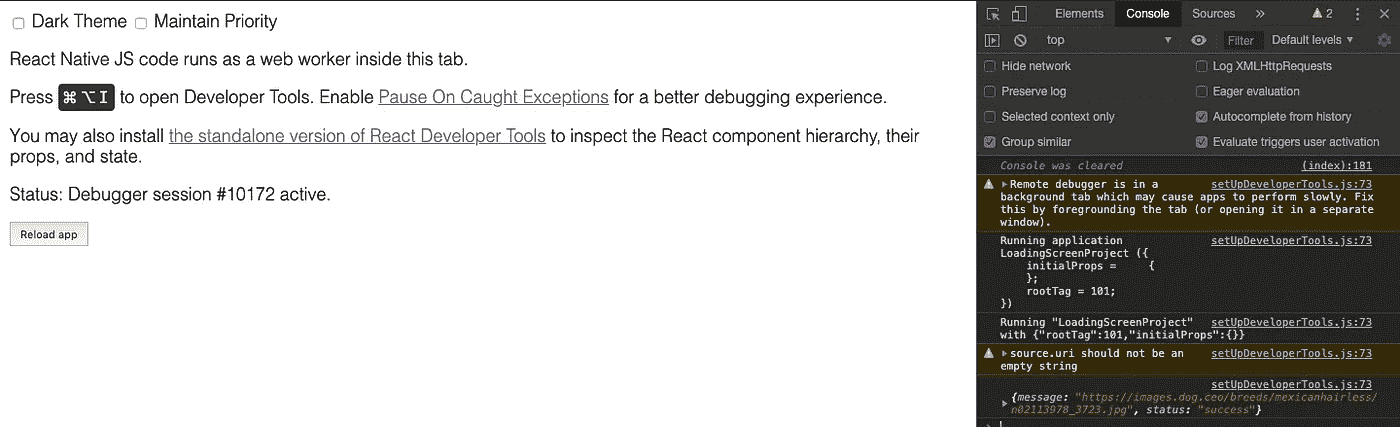 Dark Theme Maintain Priority
React Native JS code runs as a web worker inside this tab.
Press ⌘⌥I to open Developer Tools. Enable Pause On Caught Exceptions for a better debugging experience.
You may also install the standalone version of React Developer Tools to inspect the React component hierarchy, their
props, and state.
Status: Debugger session #10172 active.
Reload app
Elements Console Sources » 2
top Filter Default levels ▼
Hide network Log XMLHttpRequests
Preserve log Eager evaluation
Selected context only Autocomplete from history
Group similar Evaluate triggers user activation
Console was cleared (index):181
Remote debugger is in a setUpDeveloperTools.js:73
background tab which may cause apps to perform slowly. Fix
this by foregrounding the tab (or opening it in a separate
window).
Running application setUpDeveloperTools.js:73
LoadingScreenProject ({
initialProps = {
};
rootTag = 101;
})
Running "LoadingScreenProject" setUpDeveloperTools.js:73
with {"rootTag":101,"initialProps":{}}
source.uri should not be an setUpDeveloperTools.js:73
empty string
setUpDeveloperTools.js:73
{message: "https://images.dog.ceo/breeds/mexicanhairless/
n02113978_3723.jpg", status: "success"}